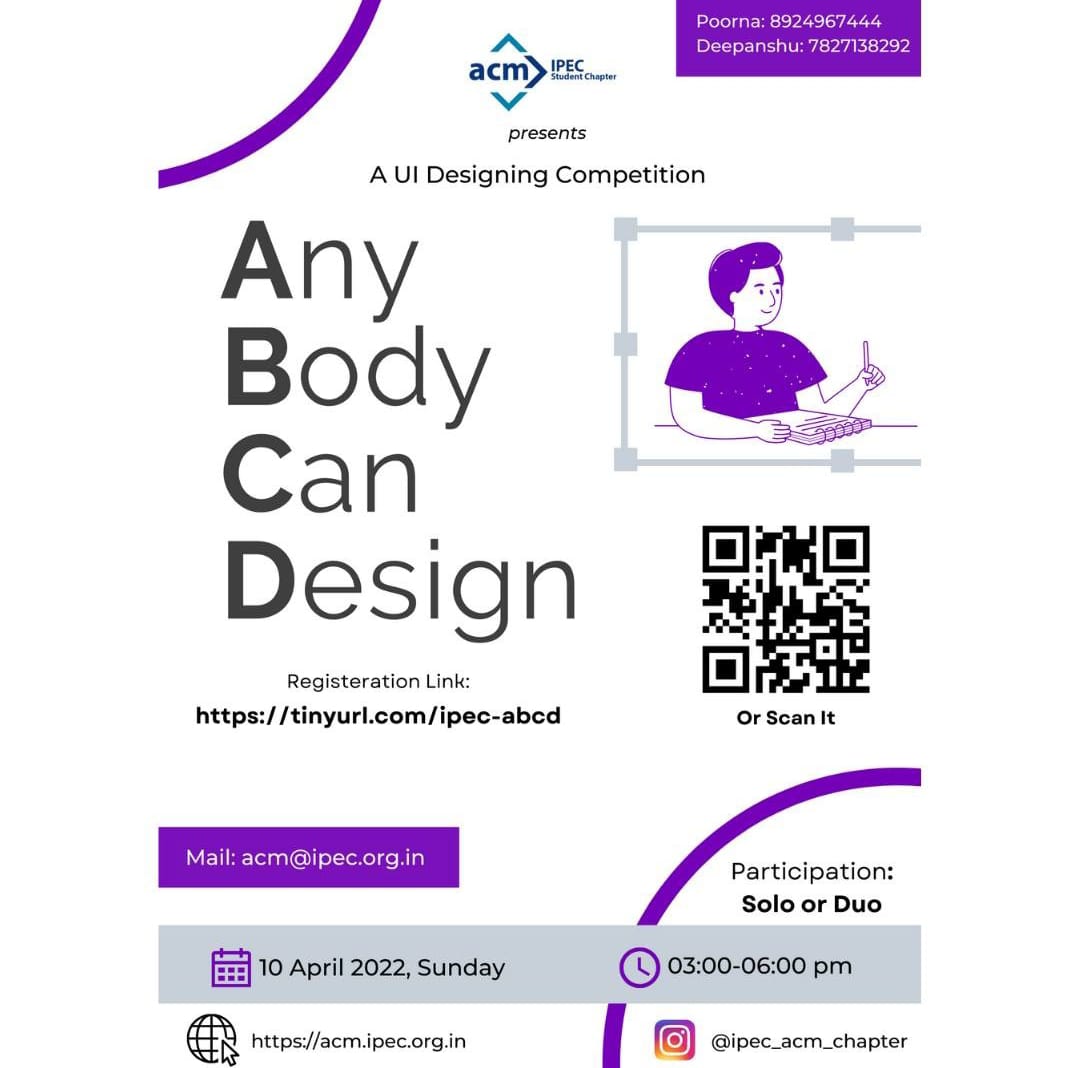 Poorna: 8924967444
Deepanshu: 7827138292
acm IPEC
Student Chapter
presents
A UI Designing Competition
Any
Body
Can
Design
Registeration Link:
https://tinyurl.com/ipec-abcd
Or Scan It
Mail: acm@ipec.org.in
Participation:
Solo or Duo
10 April 2022, Sunday
03:00-06:00 pm
https://acm.ipec.org.in
@ipec_acm_chapter